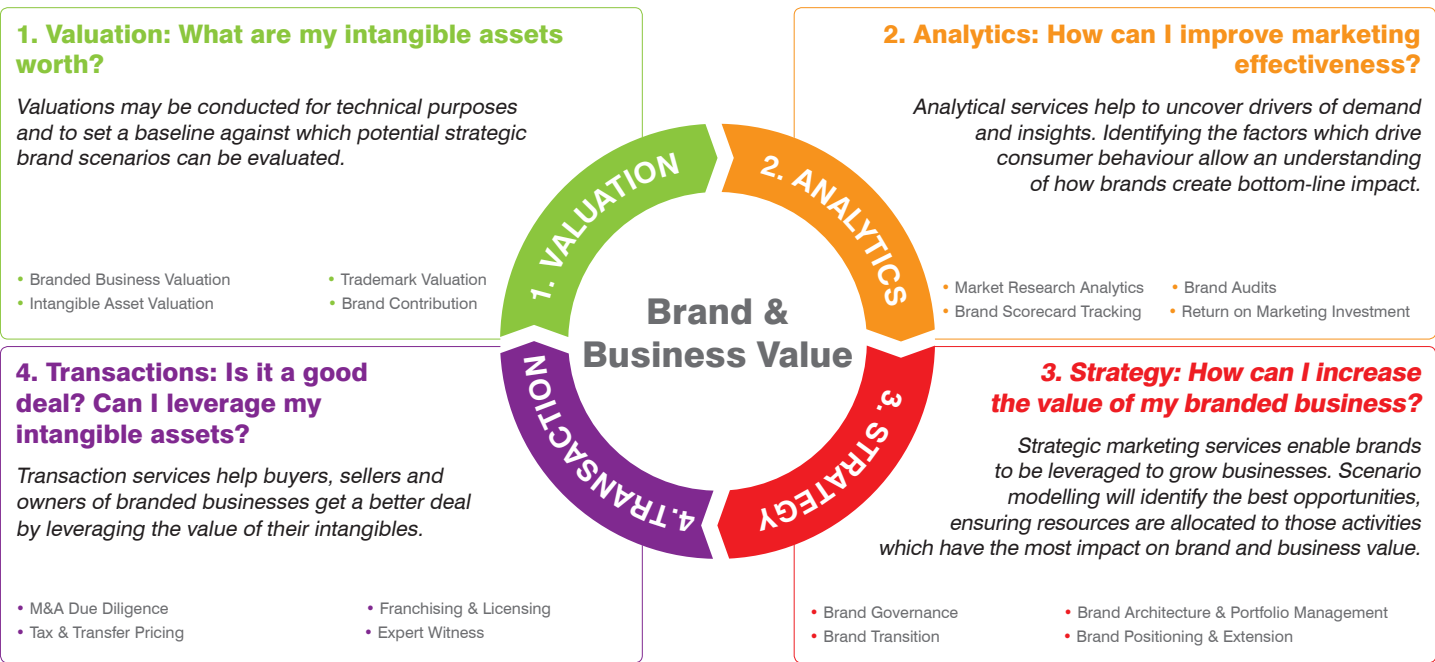 1. Valuation: What are my intangible assets
worth?
Valuations may be conducted for technical purposes
and to set a baseline against which potential strategic
brand scenarios can be evaluated.
• Branded Business Valuation
• Intangible Asset Valuation
• Trademark Valuation
• Brand Contribution
2. Analytics: How can I improve marketing
effectiveness?
Analytical services help to uncover drivers of demand
and insights. Identifying the factors which drive
consumer behaviour allow an understanding
of how brands create bottom-line impact.
• Market Research Analytics
• Brand Scorecard Tracking
• Brand Audits
• Return on Marketing Investment
1. VALUATION
2. ANALYTICS
3. STRATEGY
4. TRANSACTION
Brand &
Business Value
3. Strategy: How can I increase
the value of my branded business?
Strategic marketing services enable brands
to be leveraged to grow businesses. Scenario
modelling will identify the best opportunities,
ensuring resources are allocated to those activities
which have the most impact on brand and business value.
• Brand Governance
• Brand Transition
• Brand Architecture & Portfolio Management
• Brand Positioning & Extension
4. Transactions: Is it a good
deal? Can I leverage my
intangible assets?
Transaction services help buyers, sellers and
owners of branded businesses get a better deal
by leveraging the value of their intangibles.
• M&A Due Diligence
• Tax & Transfer Pricing
• Franchising & Licensing
• Expert Witness